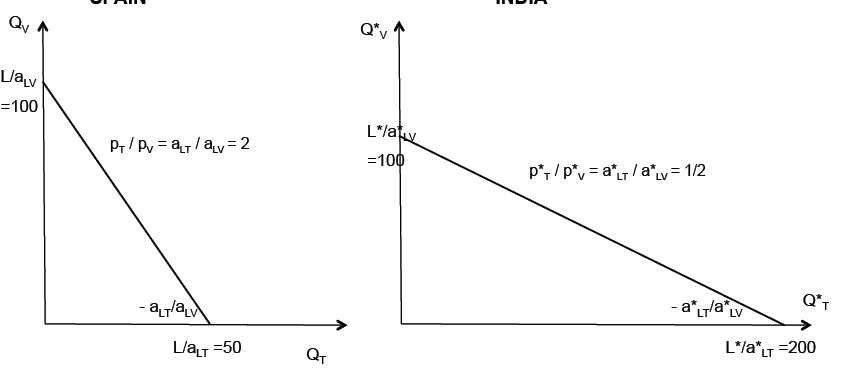 SPAIN
INDIA
Q_V
L/a_LV
=100
p_T / p_V = a_LT / a_LV = 2
- a_LT/a_LV
L/a_LT =50
Q_T
Q*_V
L*/a*_LV
=100
p*_T / p*_V = a*_LT / a*_LV = 1/2
- a*_LT/a*_LV
Q*_T
L*/a*_LT =200